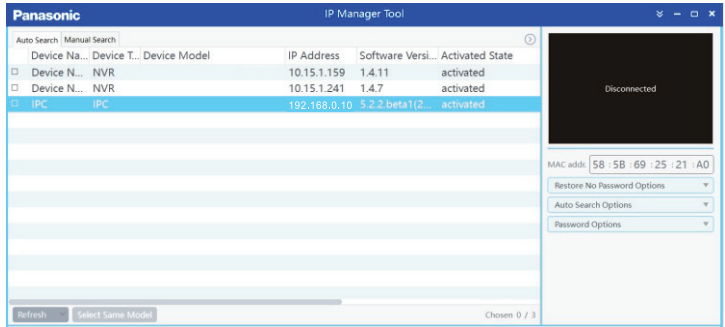 Panasonic IP Manager Tool
Auto Search Manual Search
Device Na... Device T... Device Model IP Address Software Versi... Activated State
Device N... NVR 10.15.1.159 1.4.11 activated
Device N... NVR 10.15.1.241 1.4.7 activated
IPC IPC 192.168.0.10 5.2.2.beta1(2... activated
Disconnected
MAC addr. 58 : 5B : 69 : 25 : 21 : A0
Restore No Password Options
Auto Search Options
Password Options
Refresh Select Same Model Chosen 0 / 3